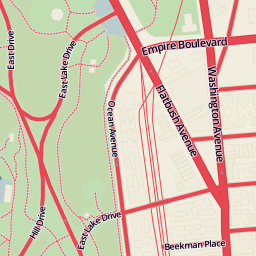 East Drive
East Lake Drive
Empire Boulevard
Flatbush Avenue
Washington Avenue
Ocean Avenue
Hill Drive
East Lake Drive
Beekman Place